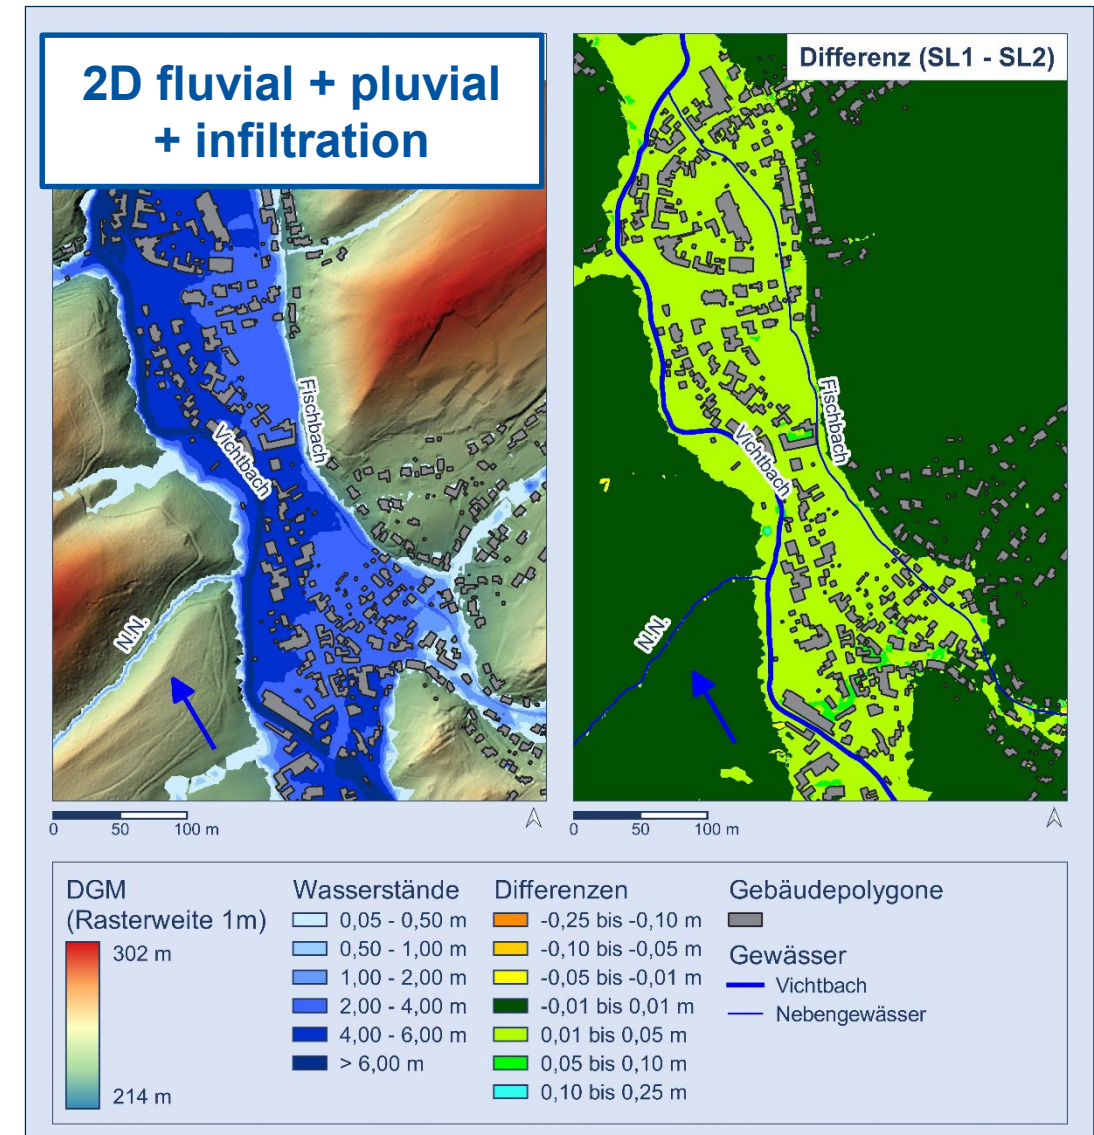 2D fluvial + pluvial
+ infiltration
Differenz (SL1 - SL2)
Fischbach
Vichtbach
N.N.
Fischbach
Vichtbach
N.N.
0 50 100 m
0 50 100 m
DGM
(Rasterweite 1m)
302 m
214 m
Wasserstände
0,05 - 0,50 m
0,50 - 1,00 m
1,00 - 2,00 m
2,00 - 4,00 m
4,00 - 6,00 m
> 6,00 m
Differenzen
-0,25 bis -0,10 m
-0,10 bis -0,05 m
-0,05 bis -0,01 m
-0,01 bis 0,01 m
0,01 bis 0,05 m
0,05 bis 0,10 m
0,10 bis 0,25 m
Gebäudepolygone
Gewässer
Vichtbach
Nebengewässer